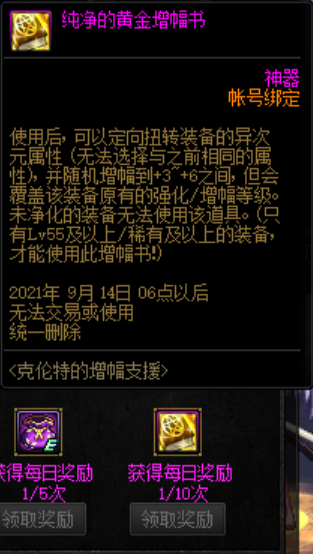 纯净的黄金增幅书
神器
帐号绑定
使用后，可以定向扭转装备的异次
元属性（无法选择与之前相同的属
性），并随机增幅到+3~+6之间，但会
覆盖该装备原有的强化/增幅等级。
未净化的装备无法使用该道具。（只
有Lv55及以上/稀有及以上的装备，
才能使用此增幅书！）
2021年 9月 14日 06点以后
无法交易或使用
统一删除
<克伦特的增幅支援>
获得每日奖励 获得每日奖励
1/5次 1/10次
领取奖励 领取奖励